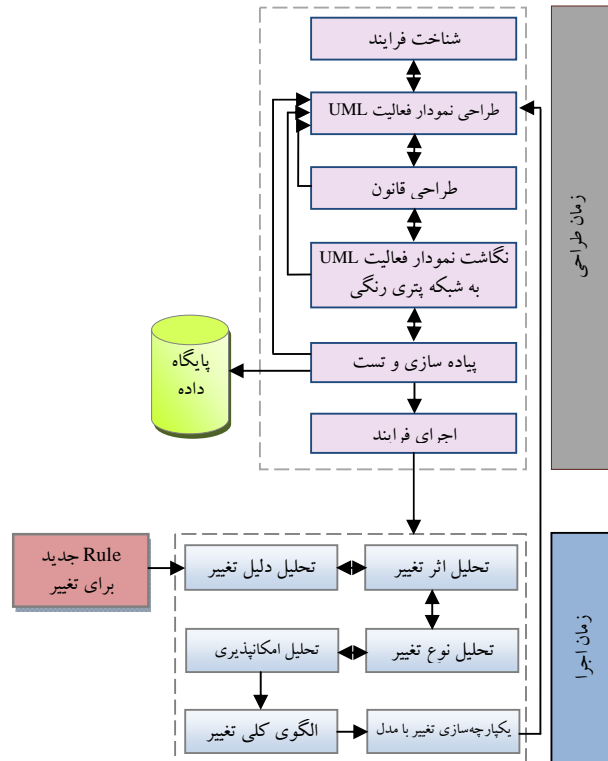 شناخت فرایند
طراحی نمودار فعالیت UML
طراحی قانون
نگاشت نمودار فعالیت UML
به شبکه پتری رنگی
پیاده سازی و تست
اجرای فرایند
پایگاه
داده
زمان طراحی
Rule جدید
برای تغییر
تحلیل دلیل تغییر
تحلیل اثر تغییر
تحلیل امکانپذیری
تحلیل نوع تغییر
الگوی کلی تغییر
یکپارچه‌سازی تغییر با مدل
زمان اجرا